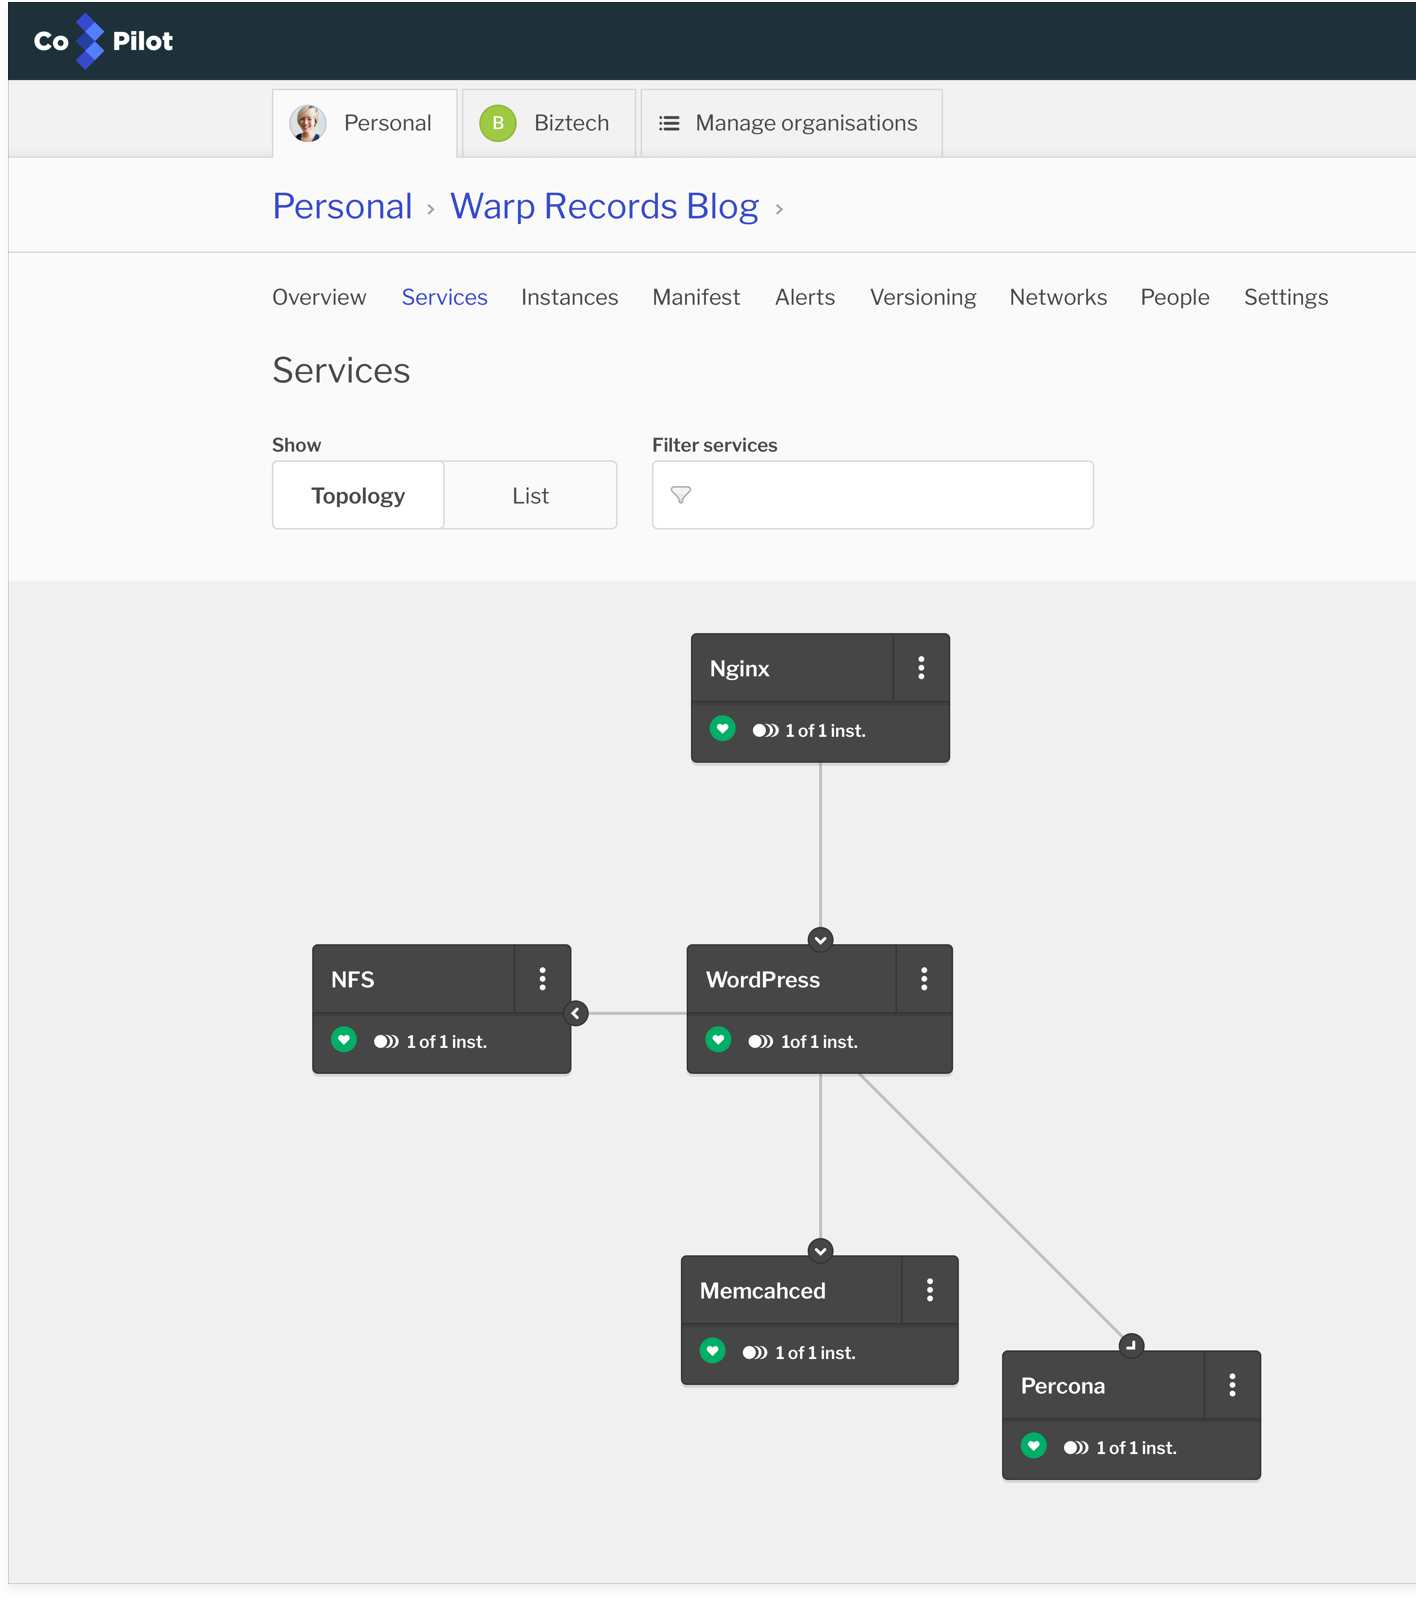 Co Pilot
Personal
B Biztech
Manage organisations
Personal › Warp Records Blog ›
Overview Services Instances Manifest Alerts Versioning Networks People Settings
Services
Show
Filter services
Topology List
Nginx
1 of 1 inst.
NFS
1 of 1 inst.
WordPress
1of 1 inst.
Memcahced
1 of 1 inst.
Percona
1 of 1 inst.